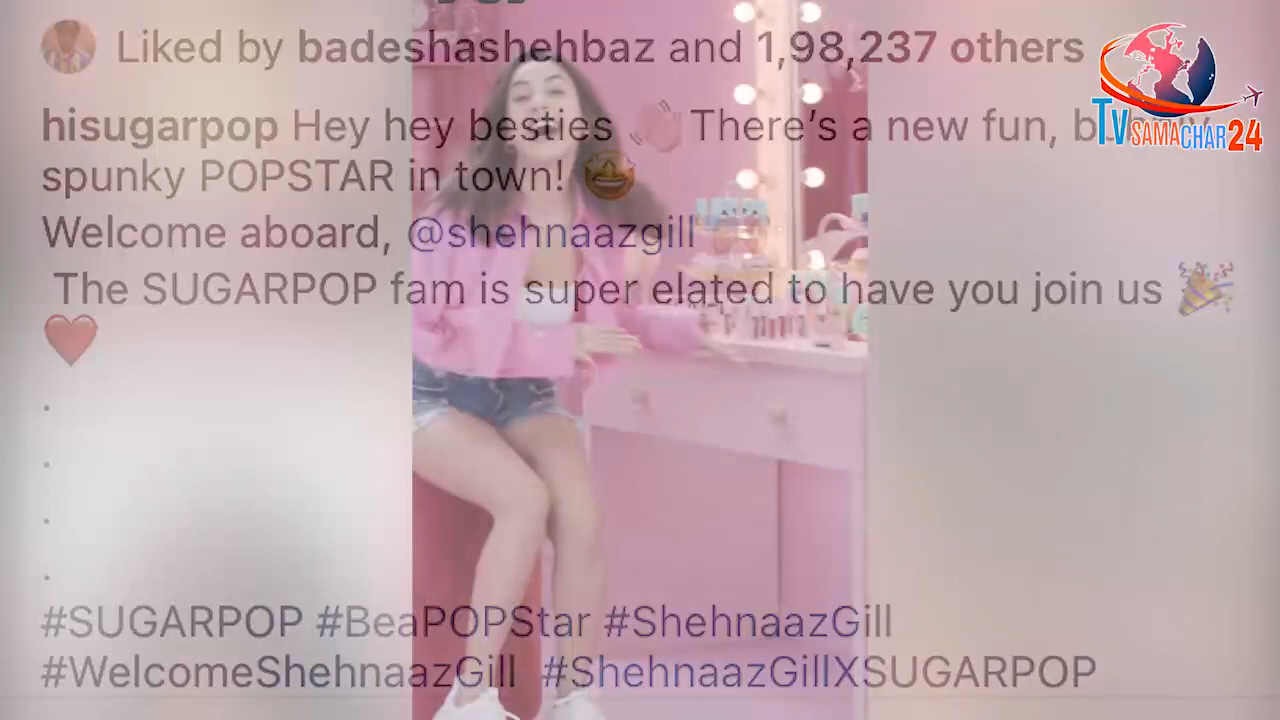 Liked by badeshashehbaz and 1,98,237 others
hisugarpop Hey hey besties 👋 There's a new fun,
spunky POPSTAR in town! 🤩
Welcome aboard, @shehnaazgill
The SUGARPOP fam is super elated to have you join us 🎉
❤️
.
.
.
.
#SUGARPOP #BeaPOPStar #ShehnaazGill
#WelcomeShehnaazGill #ShehnaazGillXSUGARPOP
TV SAMACHAR 24